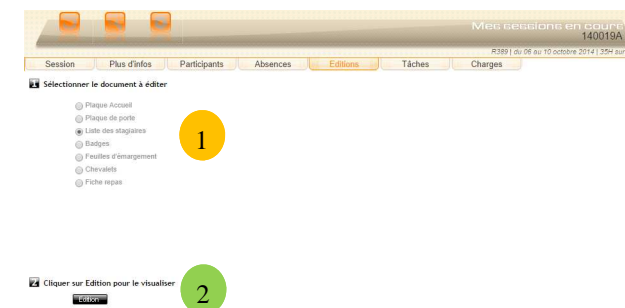 Mes sessions en cours
140019A
R389 | du 06 au 10 octobre 2014 | 35H sur
Session Plus d'infos Participants Absences Editions Tâches Charges
1 Sélectionner le document à éditer
Plaque Accueil
Plaque de porte
Liste des stagiaires
Badges
Feuilles d'émargement
Chevalets
Fiche repas
1
2 Cliquer sur Edition pour le visualiser
Edition
2